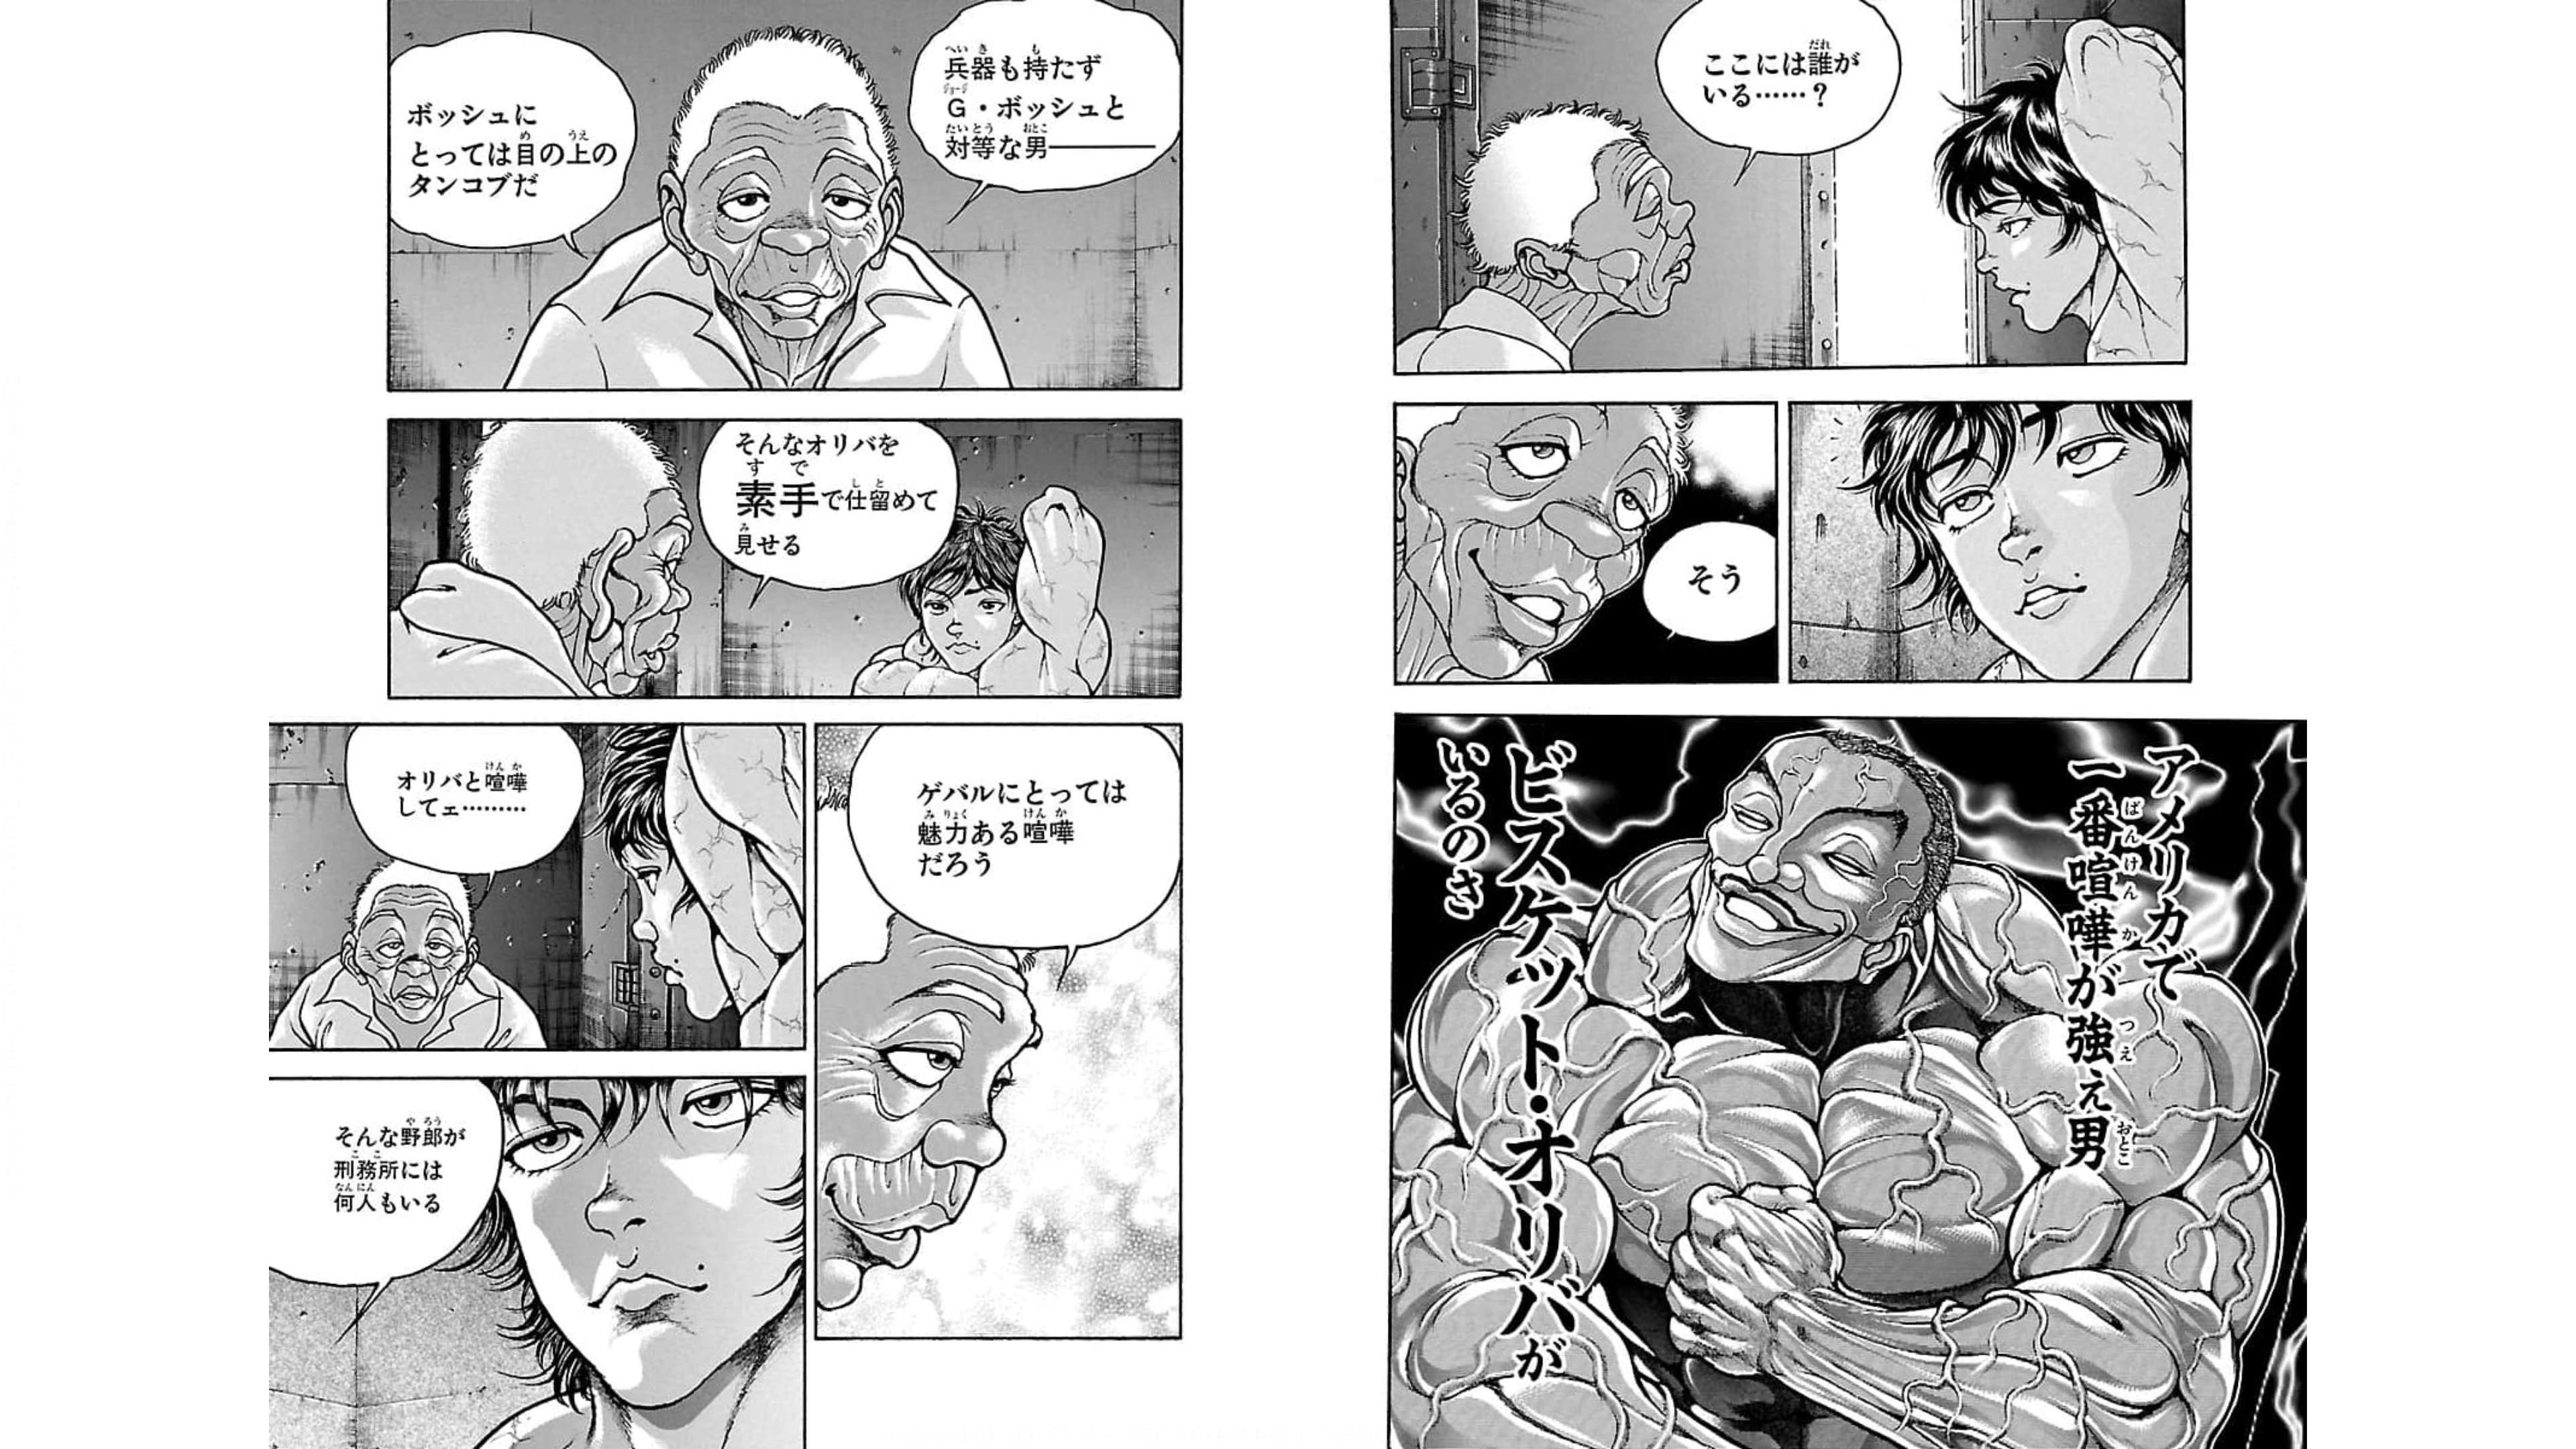 ここには誰が
いる……？
そう
アメリカで
一番喧嘩が強ぇ男
ビスケット・オリバが
いるのさ
兵器も持たず
G・ボッシュと
対等な男――――
ボッシュに
とっては目の上の
タンコブだ
そんなオリバを
素手で仕留めて
見せる
ゲバルにとっては
魅力ある喧嘩
だろう
オリバと喧嘩
してェ………
そんな野郎が
刑務所には
何人もいる